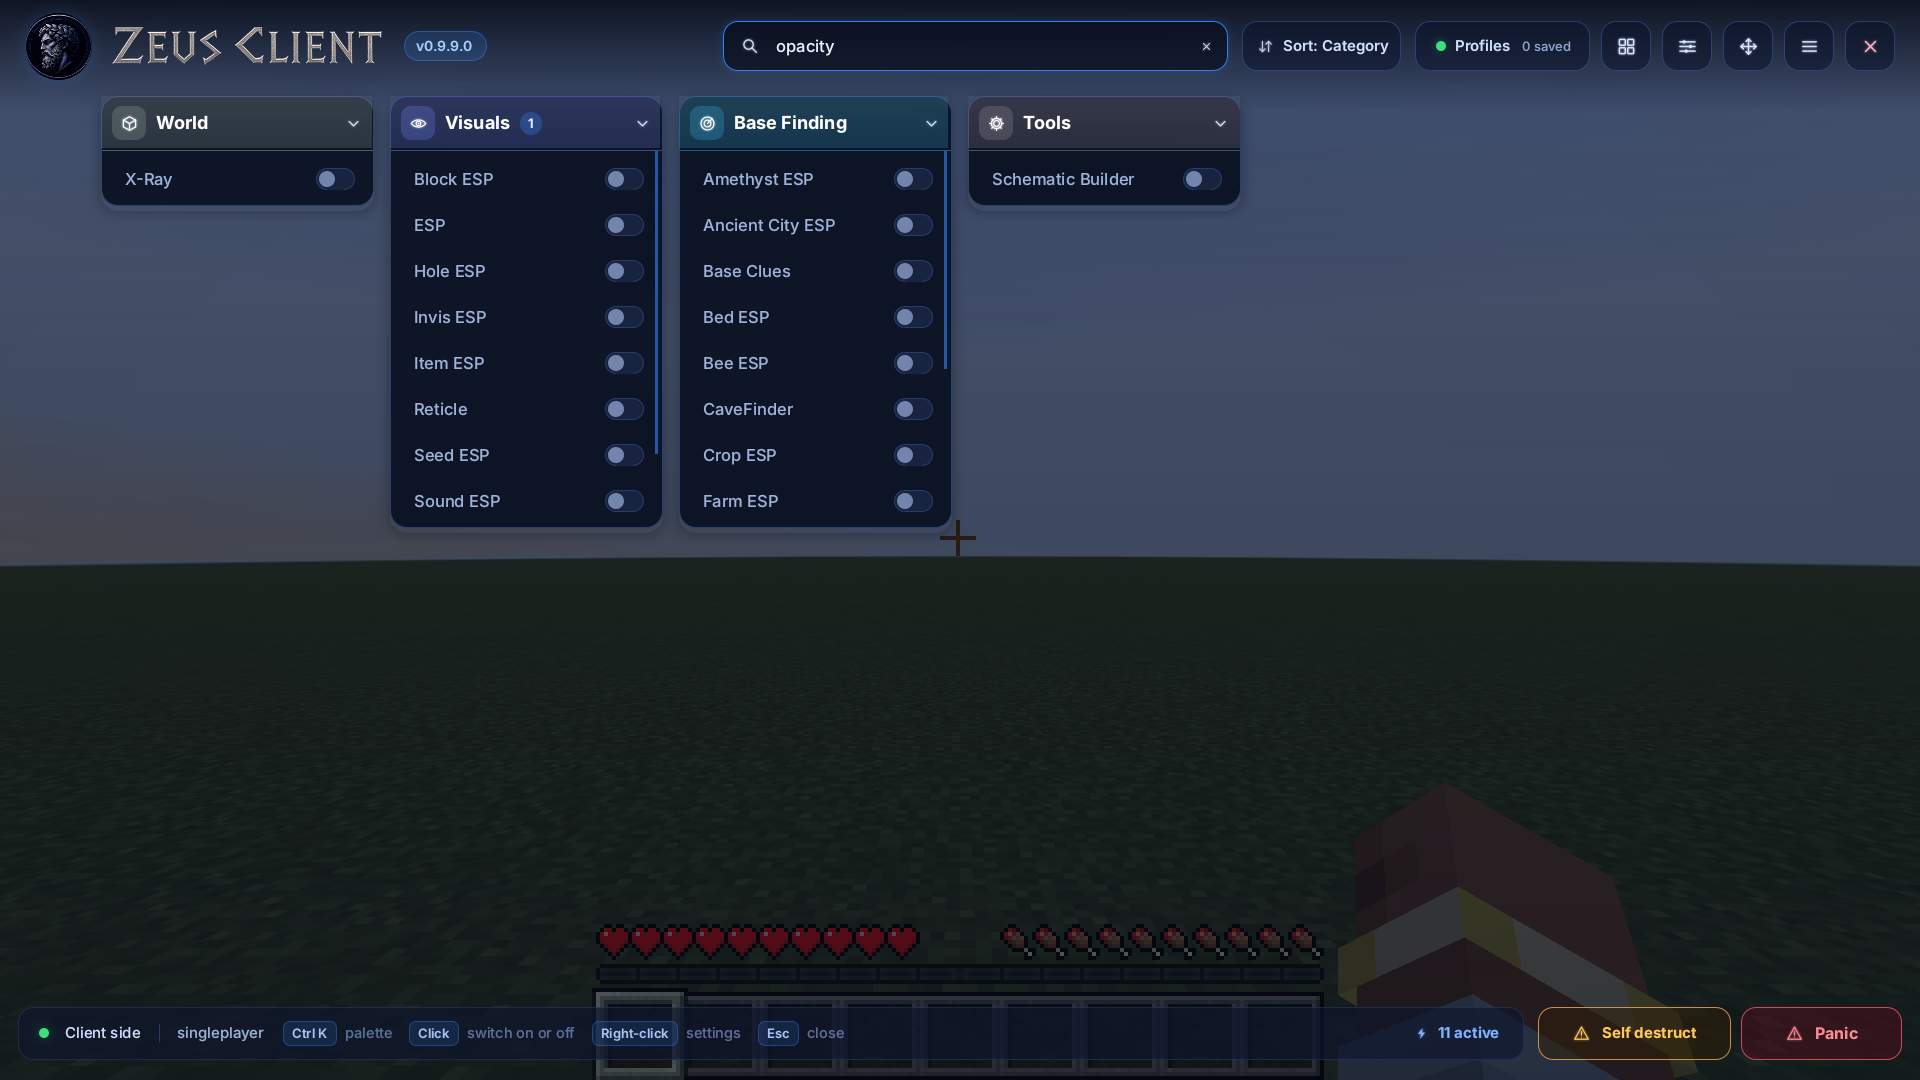 ZEUS CLIENT v0.9.9.0 opacity × Sort: Category Profiles 0 saved
World
X-Ray
Visuals 1
Block ESP
ESP
Hole ESP
Invis ESP
Item ESP
Reticle
Seed ESP
Sound ESP
Base Finding
Amethyst ESP
Ancient City ESP
Base Clues
Bed ESP
Bee ESP
CaveFinder
Crop ESP
Farm ESP
Tools
Schematic Builder
Client side singleplayer Ctrl K palette Click switch on or off Right-click settings Esc close 11 active Self destruct Panic